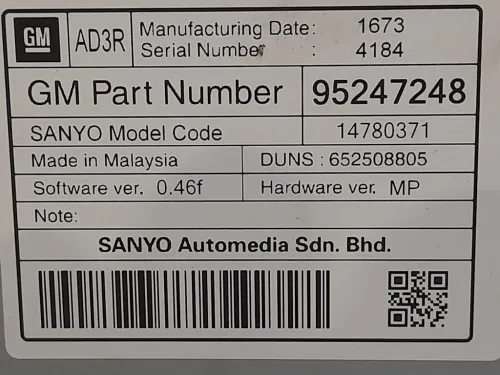 GM AD3R Manufacturing Date: 1673
Serial Number : 4184
GM Part Number 95247248
SANYO Model Code 14780371
Made in Malaysia DUNS : 652508805
Software ver. 0.46f Hardware ver. MP
Note:
SANYO Automedia Sdn. Bhd.